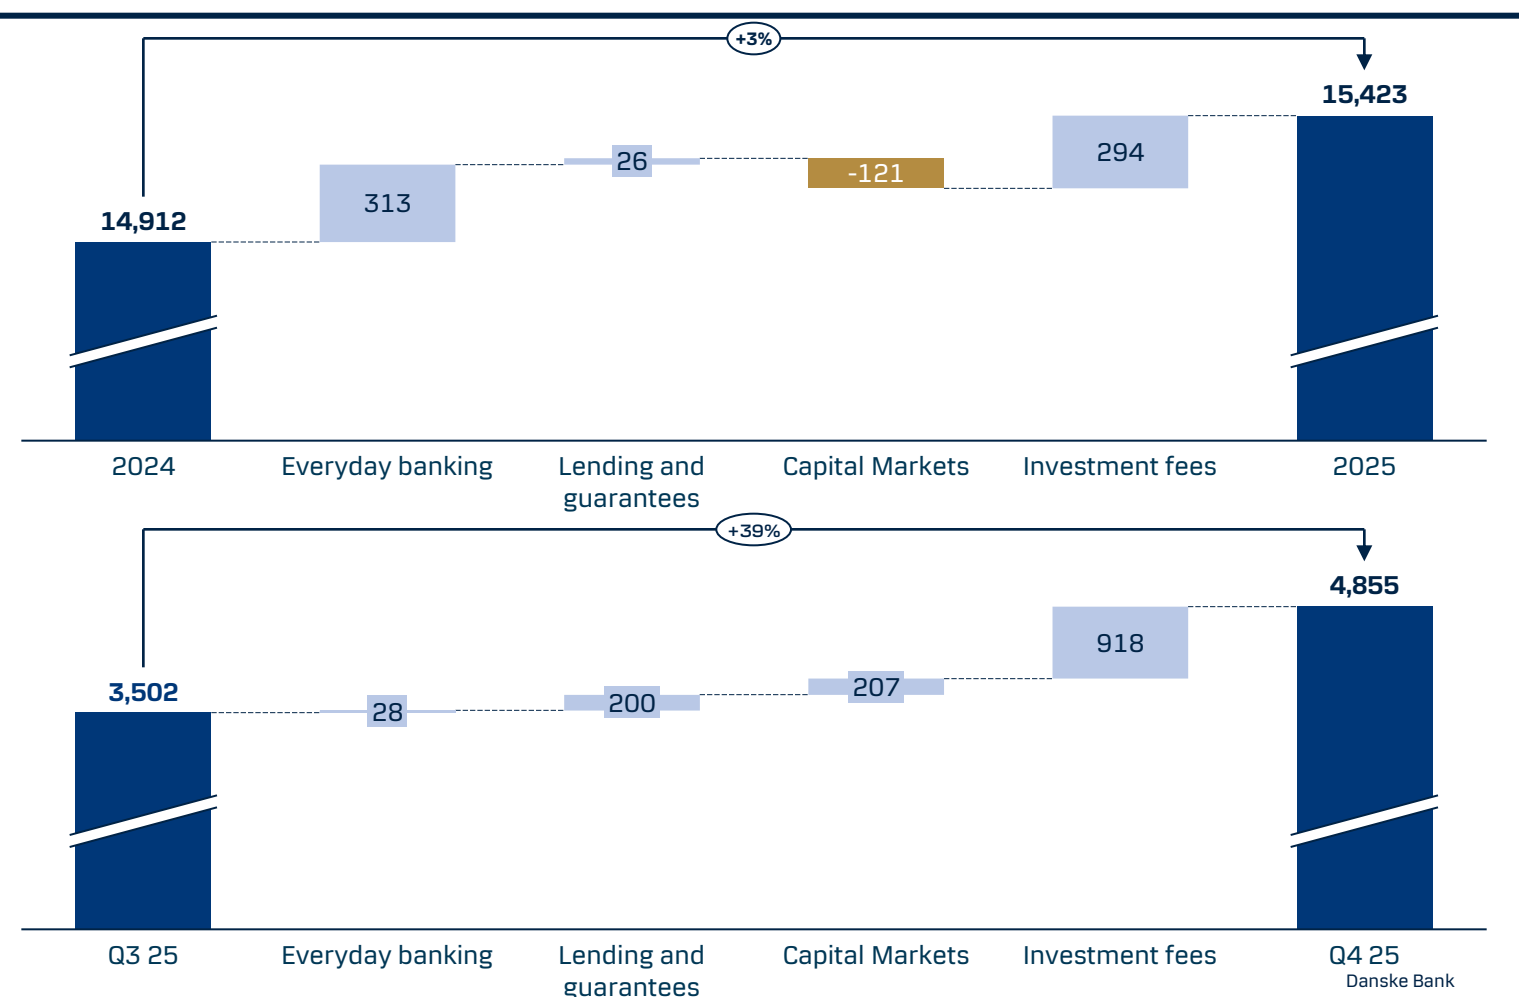 +3%
15,423
14,912
313
26
-121
294
2024
Everyday banking
Lending and
guarantees
Capital Markets
Investment fees
2025
+39%
4,855
3,502
28
200
207
918
Q3 25
Everyday banking
Lending and
guarantees
Capital Markets
Investment fees
Q4 25
Danske Bank